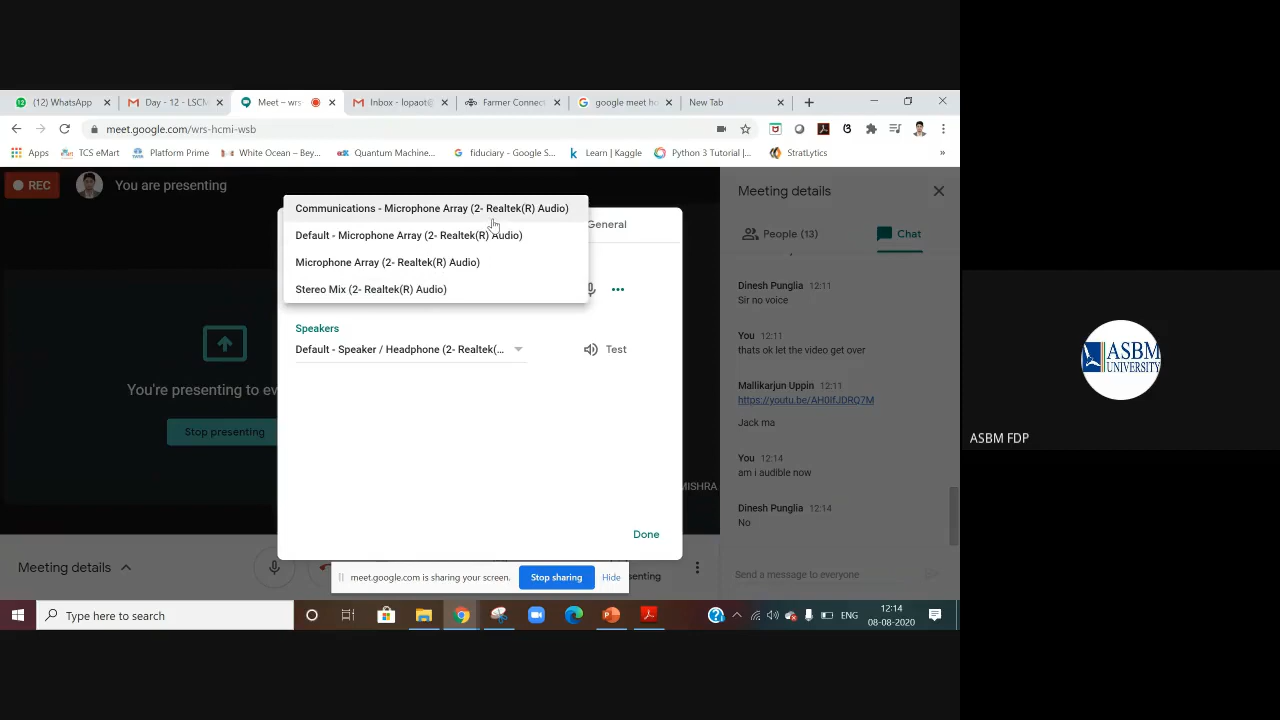 (12) WhatsApp
Day - 12 - LSCM
Meet – wrs-
Inbox - lopaot@
Farmer Connect
google meet ho
New Tab
meet.google.com/wrs-hcmi-wsb
Apps
TCS eMart
Platform Prime
White Ocean – Bey...
Quantum Machine...
fiduciary - Google S...
Learn | Kaggle
Python 3 Tutorial |...
StratLytics
»
REC
You are presenting
Meeting details
Communications - Microphone Array (2- Realtek(R) Audio)
General
People (13)
Chat
Default - Microphone Array (2- Realtek(R) Audio)
Microphone Array (2- Realtek(R) Audio)
Stereo Mix (2- Realtek(R) Audio)
Dinesh Punglia 12:11
Sir no voice
Speakers
Default - Speaker / Headphone (2- Realtek(...
Test
You 12:11
thats ok let the video get over
You're presenting to ev
Stop presenting
Mallikarjun Uppin 12:11
https://youtu.be/AH0IfJDRQ7M
Jack ma
You 12:14
am i audible now
MISHRA
Dinesh Punglia 12:14
No
Done
Meeting details
meet.google.com is sharing your screen.
Stop sharing
Hide
senting
Send a message to everyone
Type here to search
ENG
12:14
08-08-2020
ASBM
UNIVERSITY
ASBM FDP